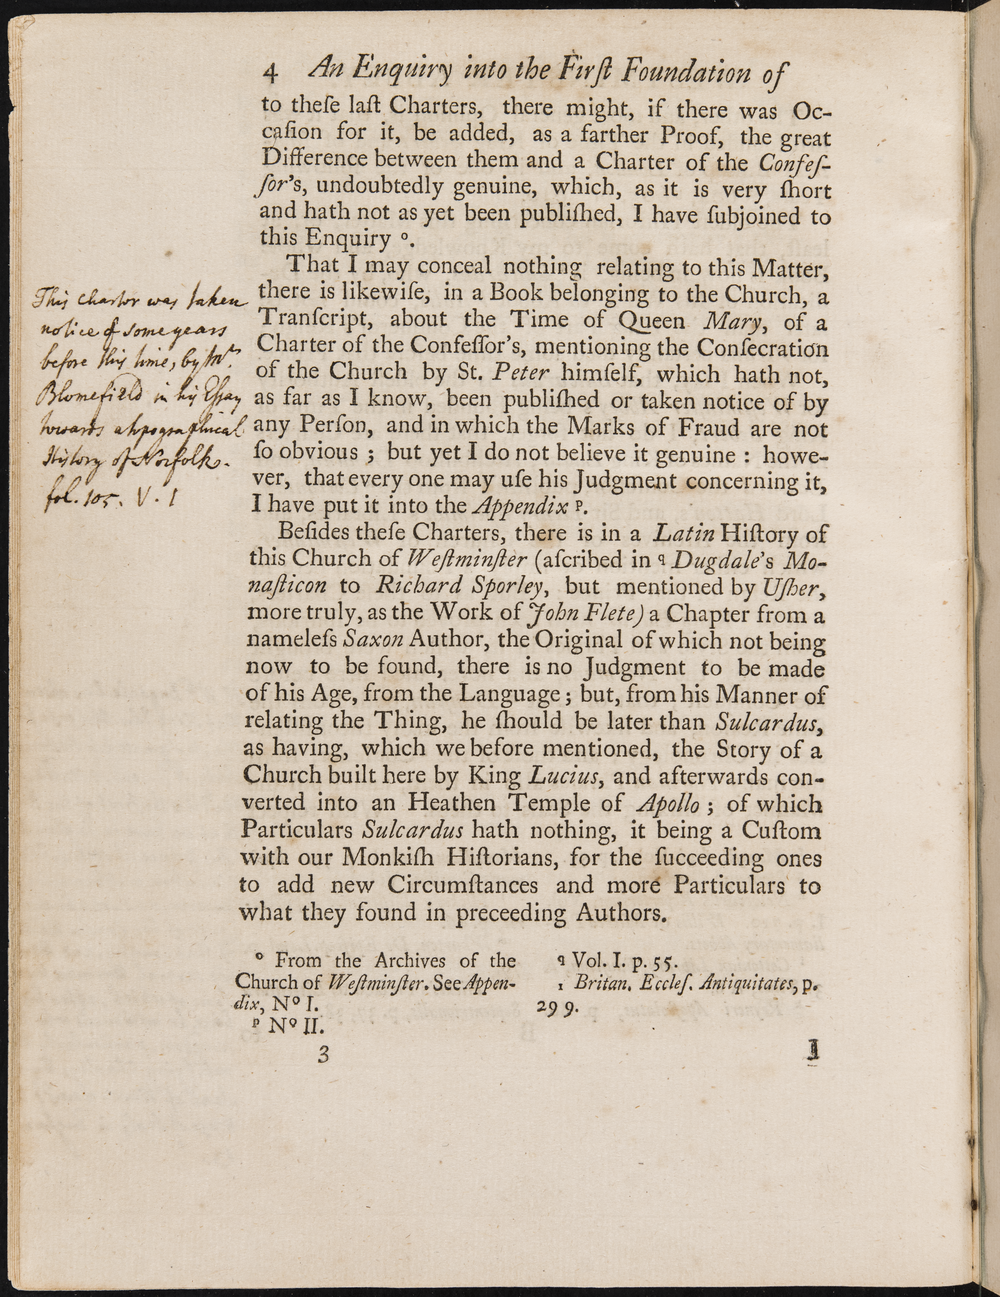 4 An Enquiry into the Firſt Foundation of
to theſe laſt Charters, there might, if there was Oc-
caſion for it, be added, as a farther Proof, the great
Difference between them and a Charter of the Confeſ-
ſor's, undoubtedly genuine, which, as it is very ſhort
and hath not as yet been publiſhed, I have ſubjoined to
this Enquiry º.
That I may conceal nothing relating to this Matter,
there is likewiſe, in a Book belonging to the Church, a
Tranſcript, about the Time of Queen Mary, of a
Charter of the Confeſſor's, mentioning the Conſecration
of the Church by St. Peter himſelf, which hath not,
as far as I know, been publiſhed or taken notice of by
any Perſon, and in which the Marks of Fraud are not
ſo obvious ; but yet I do not believe it genuine : howe-
ver, that every one may uſe his Judgment concerning it,
I have put it into the Appendix ᵖ.
Beſides theſe Charters, there is in a Latin Hiſtory of
this Church of Weſtminſter (aſcribed in q Dugdale's Mo-
naſticon to Richard Sporley, but mentioned by Uſher,
more truly, as the Work of John Flete) a Chapter from a
nameleſs Saxon Author, the Original of which not being
now to be found, there is no Judgment to be made
of his Age, from the Language ; but, from his Manner of
relating the Thing, he ſhould be later than Sulcardus,
as having, which we before mentioned, the Story of a
Church built here by King Lucius, and afterwards con-
verted into an Heathen Temple of Apollo ; of which
Particulars Sulcardus hath nothing, it being a Cuſtom
with our Monkiſh Hiſtorians, for the ſucceeding ones
to add new Circumſtances and more Particulars to
what they found in preceeding Authors.
This charter was taken
notice of some years
before this time, by Mr.
Blomefield in his Eſsay
towards a topographical
History of Norfolk.
fol. 105. V. I
º From the Archives of the
Church of Weſtminſter. See Appen-
dix, Nº I.
ᵖ Nº II.
q Vol. I. p. 55.
ı Britan. Eccleſ. Antiquitates, p.
299.
3
I